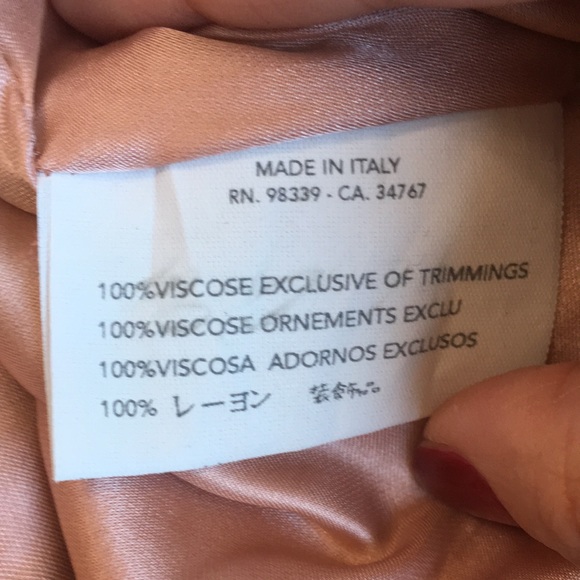 MADE IN ITALY
RN. 98339 - CA. 34767
100%VISCOSE EXCLUSIVE OF TRIMMINGS
100%VISCOSE ORNEMENTS EXCLU
100%VISCOSA ADORNOS EXCLUSOS
100% レーヨン